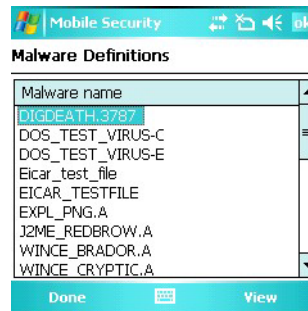 Mobile Security
ok
Malware Definitions
Malware name
DIGDEATH.3787
DOS_TEST_VIRUS-C
DOS_TEST_VIRUS-E
Eicar_test_file
EICAR_TESTFILE
EXPL_PNG.A
J2ME_REDBROW.A
WINCE_BRADOR.A
WINCE_CRYPTIC.A
Done
View